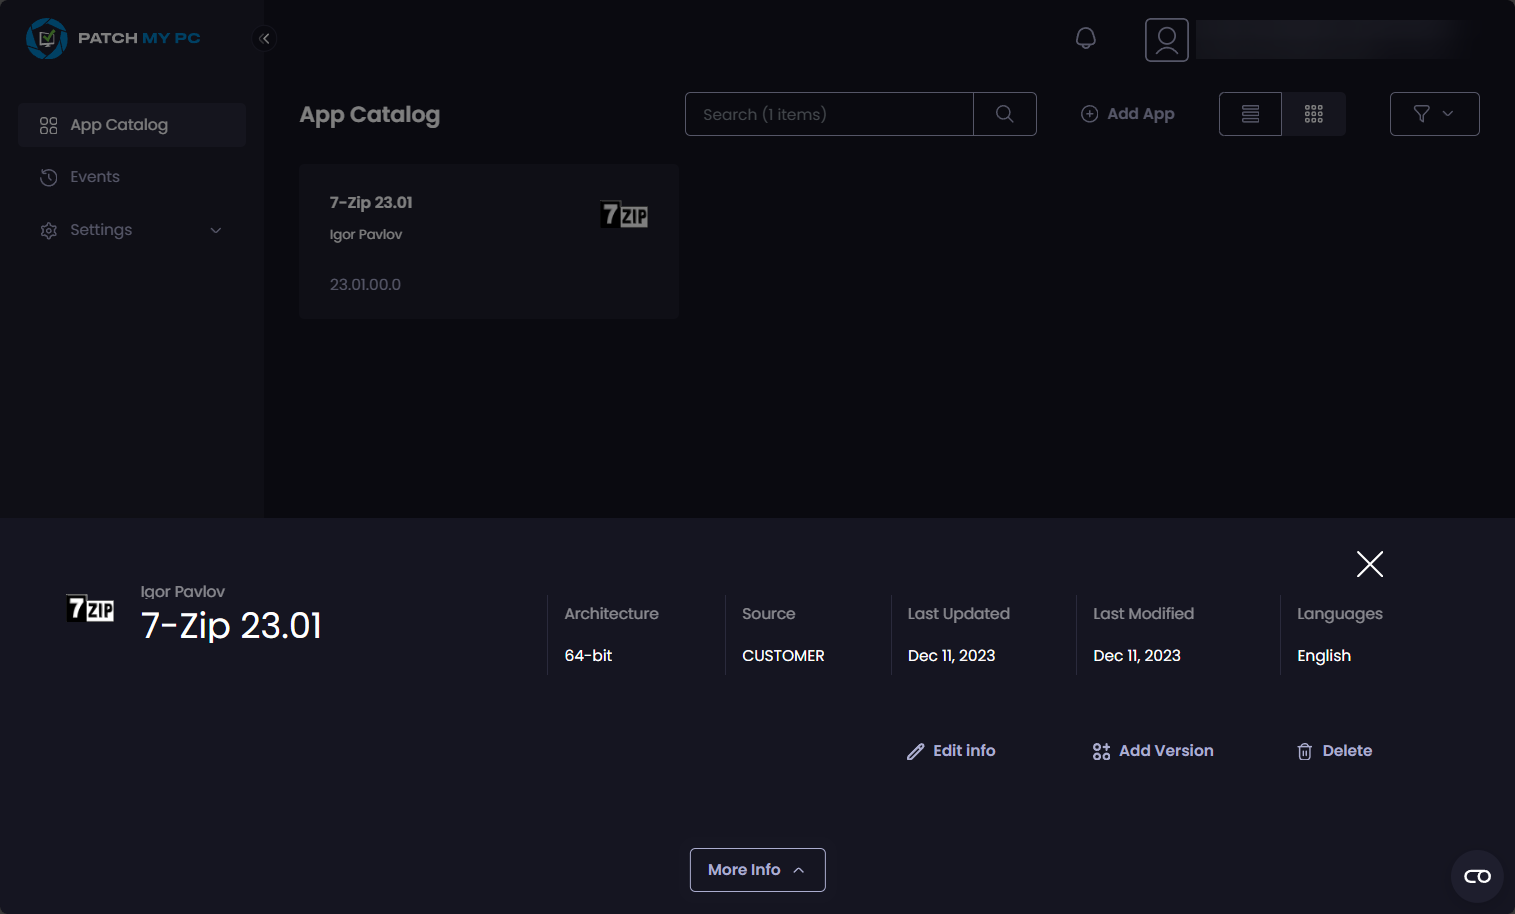 PATCH MY PC
App Catalog
Events
Settings
App Catalog
Search (1 items)
Add App
7-Zip 23.01
Igor Pavlov
7ZIP
23.01.00.0
7ZIP
Igor Pavlov
7-Zip 23.01
Architecture
64-bit
Source
CUSTOMER
Last Updated
Dec 11, 2023
Last Modified
Dec 11, 2023
Languages
English
Edit info
Add Version
Delete
More Info